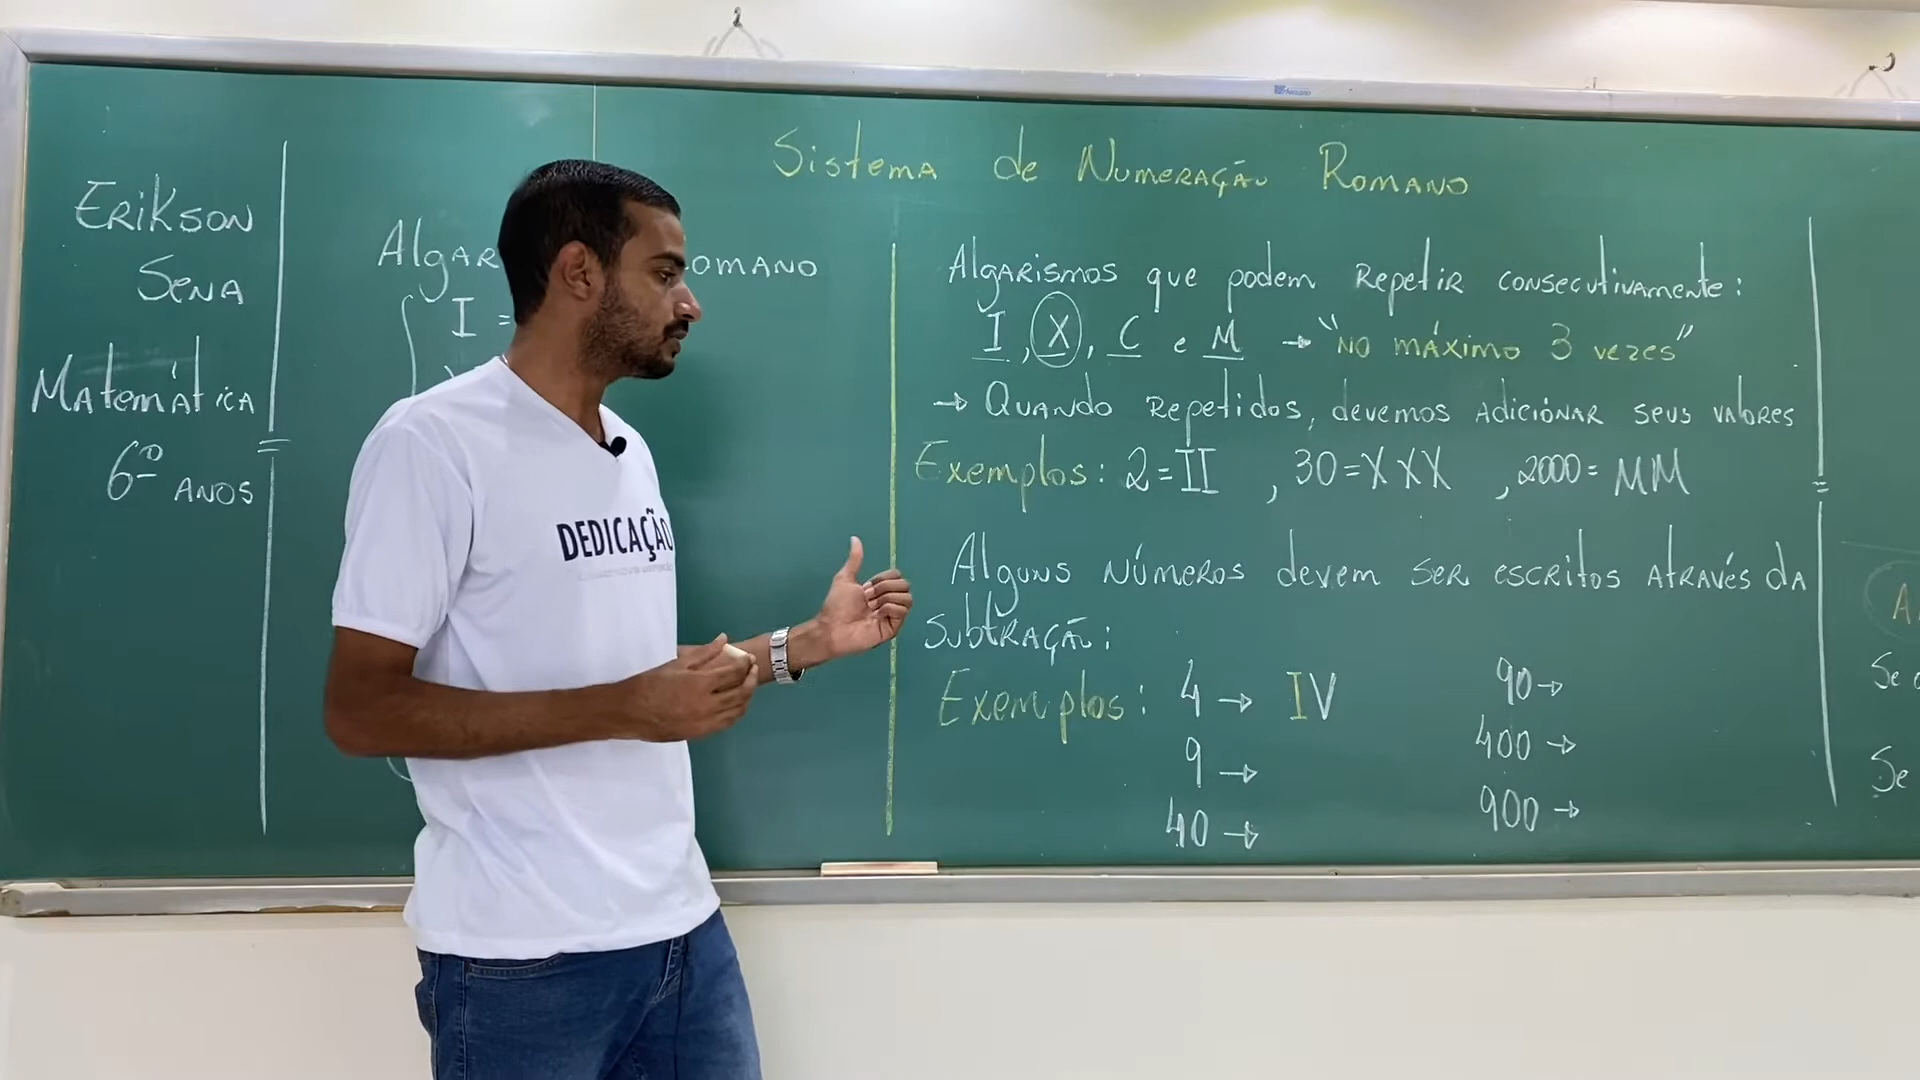 Sistema de Numeração Romano
Erikson
Sena
Matemática
6º anos
Algar omano
I =
Algarismos que podem repetir consecutivamente:
I, X, C e M → "no máximo 3 vezes"
→ Quando repetidos, devemos adicionar seus valores
Exemplos: 2 = II , 30 = XXX , 2000 = MM
Alguns números devem ser escritos através da
subtração:
Exemplos: 4 → IV
9 →
40 →
90 →
400 →
900 →
A
Se
Se
DEDICAÇÃO